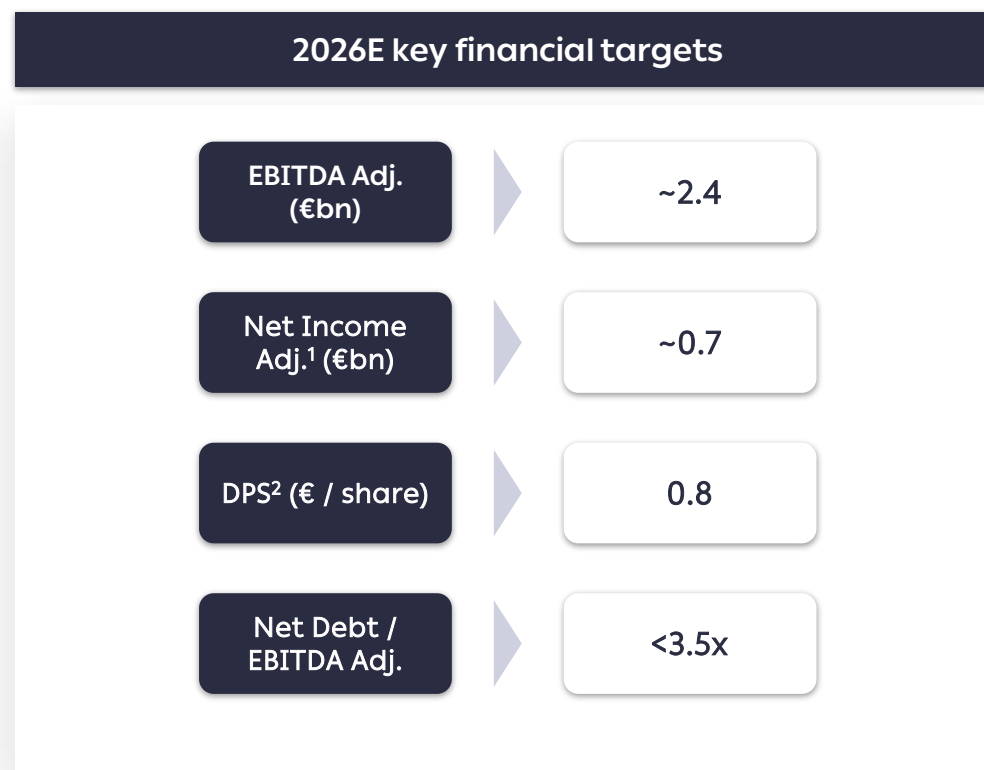 2026E key financial targets
EBITDA Adj.
(€bn)
~2.4
Net Income
Adj.¹ (€bn)
~0.7
DPS² (€ / share)
0.8
Net Debt /
EBITDA Adj.
<3.5x